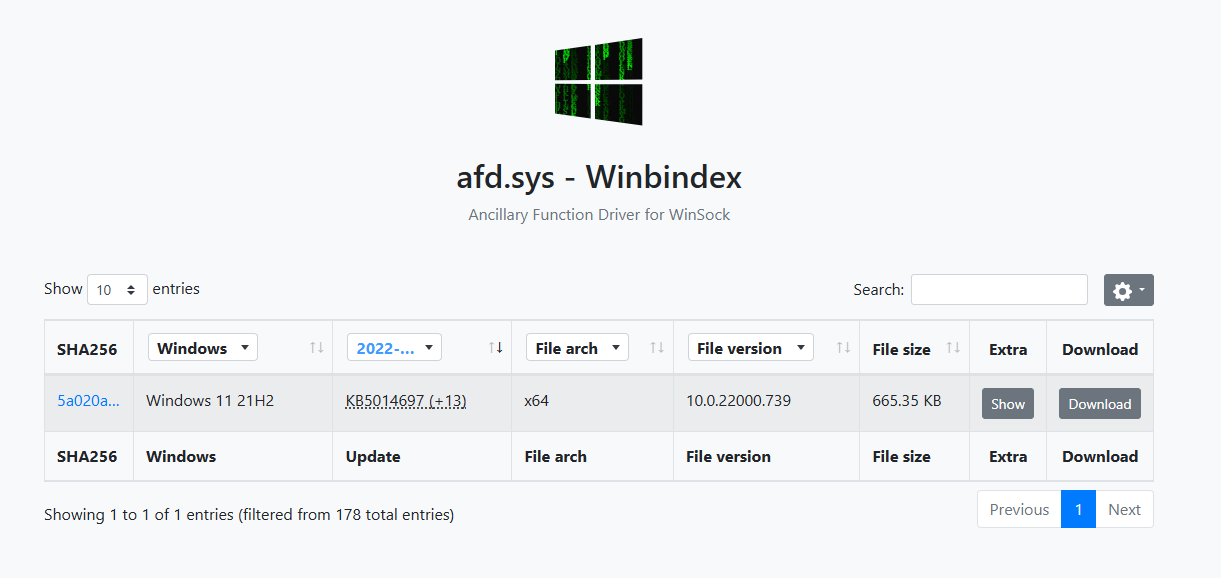 afd.sys - Winbindex
Ancillary Function Driver for WinSock
Show 10 entries
Search:
SHA256 Windows 2022-... File arch File version File size Extra Download
5a020a... Windows 11 21H2 KB5014697 (+13) x64 10.0.22000.739 665.35 KB Show Download
SHA256 Windows Update File arch File version File size Extra Download
Showing 1 to 1 of 1 entries (filtered from 178 total entries)
Previous 1 Next